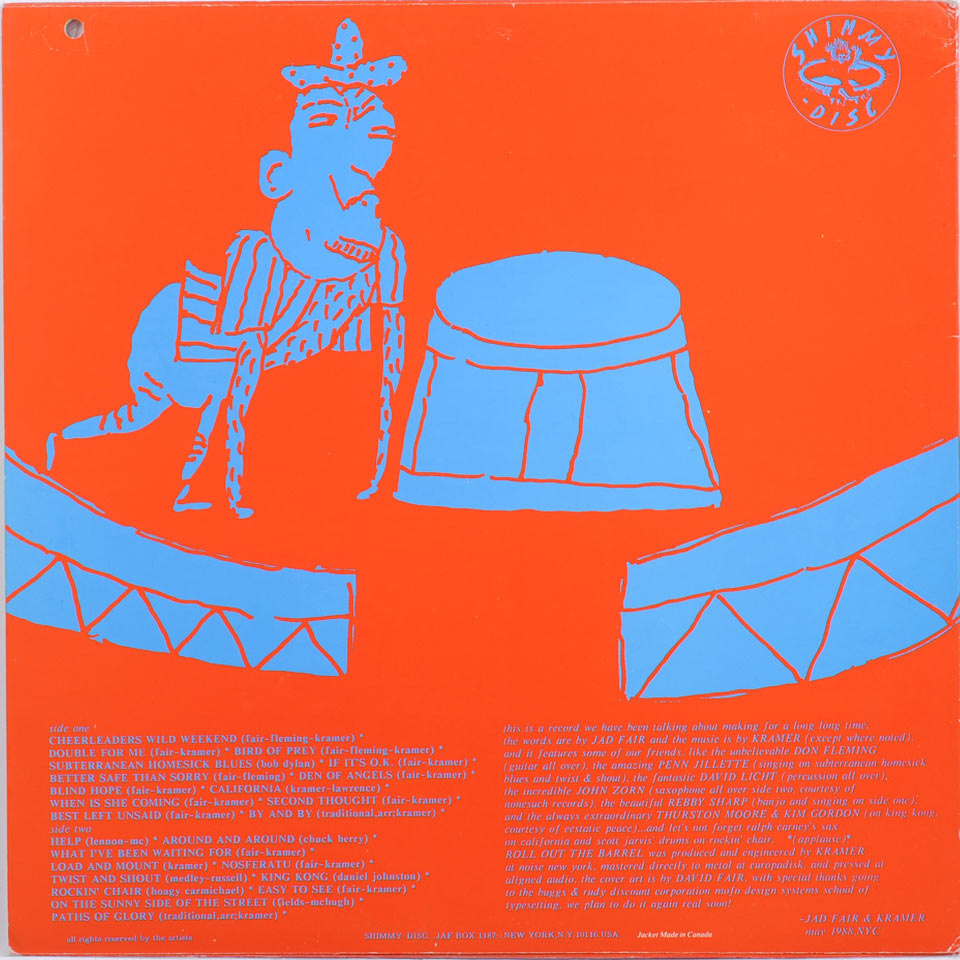 SHIMMY
-DISC
side one
CHEERLEADERS WILD WEEKEND (fair-fleming-kramer) *
DOUBLE FOR ME (fair-kramer) * BIRD OF PREY (fair-fleming-kramer) *
SUBTERRANEAN HOMESICK BLUES (bob dylan) * IF IT'S O.K. (fair-kramer) *
BETTER SAFE THAN SORRY (fair-fleming) * DEN OF ANGELS (fair-kramer) *
BLIND HOPE (fair-kramer) * CALIFORNIA (kramer-lawrence) *
WHEN IS SHE COMING (fair-kramer) * SECOND THOUGHT (fair-kramer) *
BEST LEFT UNSAID (fair-kramer) * BY AND BY (traditional,arr;kramer) *
side two
HELP (lennon-mc) * AROUND AND AROUND (chuck berry) *
WHAT I'VE BEEN WAITING FOR (fair-kramer) *
LOAD AND MOUNT (kramer) * NOSFERATU (fair-kramer) *
TWIST AND SHOUT (medley-russell) * KING KONG (daniel johnston) *
ROCKIN' CHAIR (hongy carmichael) * EASY TO SEE (fair-kramer) *
ON THE SUNNY SIDE OF THE STREET (fields-mchugh) *
PATHS OF GLORY (traditional,arr;kramer) *
all rights reserved by the artists
this is a record we have been talking about making for a long long time.
the words are by JAD FAIR and the music is by KRAMER (except where noted),
and it features some of our friends, like the unbelievable DON FLEMING
(guitar all over), the amazing PENN JILLETTE (singing on subterranean homesick
blues and twist & shout), the fantastic DAVID LICHT (percussion all over),
the incredible JOHN ZORN (saxophone all over side two, courtesy of
nonesuch records), the beautiful REBBY SHARP (banjo and singing on side one),
and the always extraordinary THURSTON MOORE & KIM GORDON (on king kong,
courtesy of ecstatic peace)...and let's not forget ralph carney's sax
on california and scott jarvis' drums on rockin' chair. *(applause)*
ROLL OUT THE BARREL was produced and engineered by KRAMER
at noise new york, mastered directly to metal at europadisk, and pressed at
aligned audio. the cover art is by DAVID FAIR, with special thanks going
to the buggs & rudy discount corporation mofo design systems school of
typesetting. we plan to do it again real soon!
-JAD FAIR & KRAMER
may 1988,NYC
SHIMMY-DISC JAF BOX 1187 NEW YORK,N.Y. 10116 USA Jacket Made in Canada